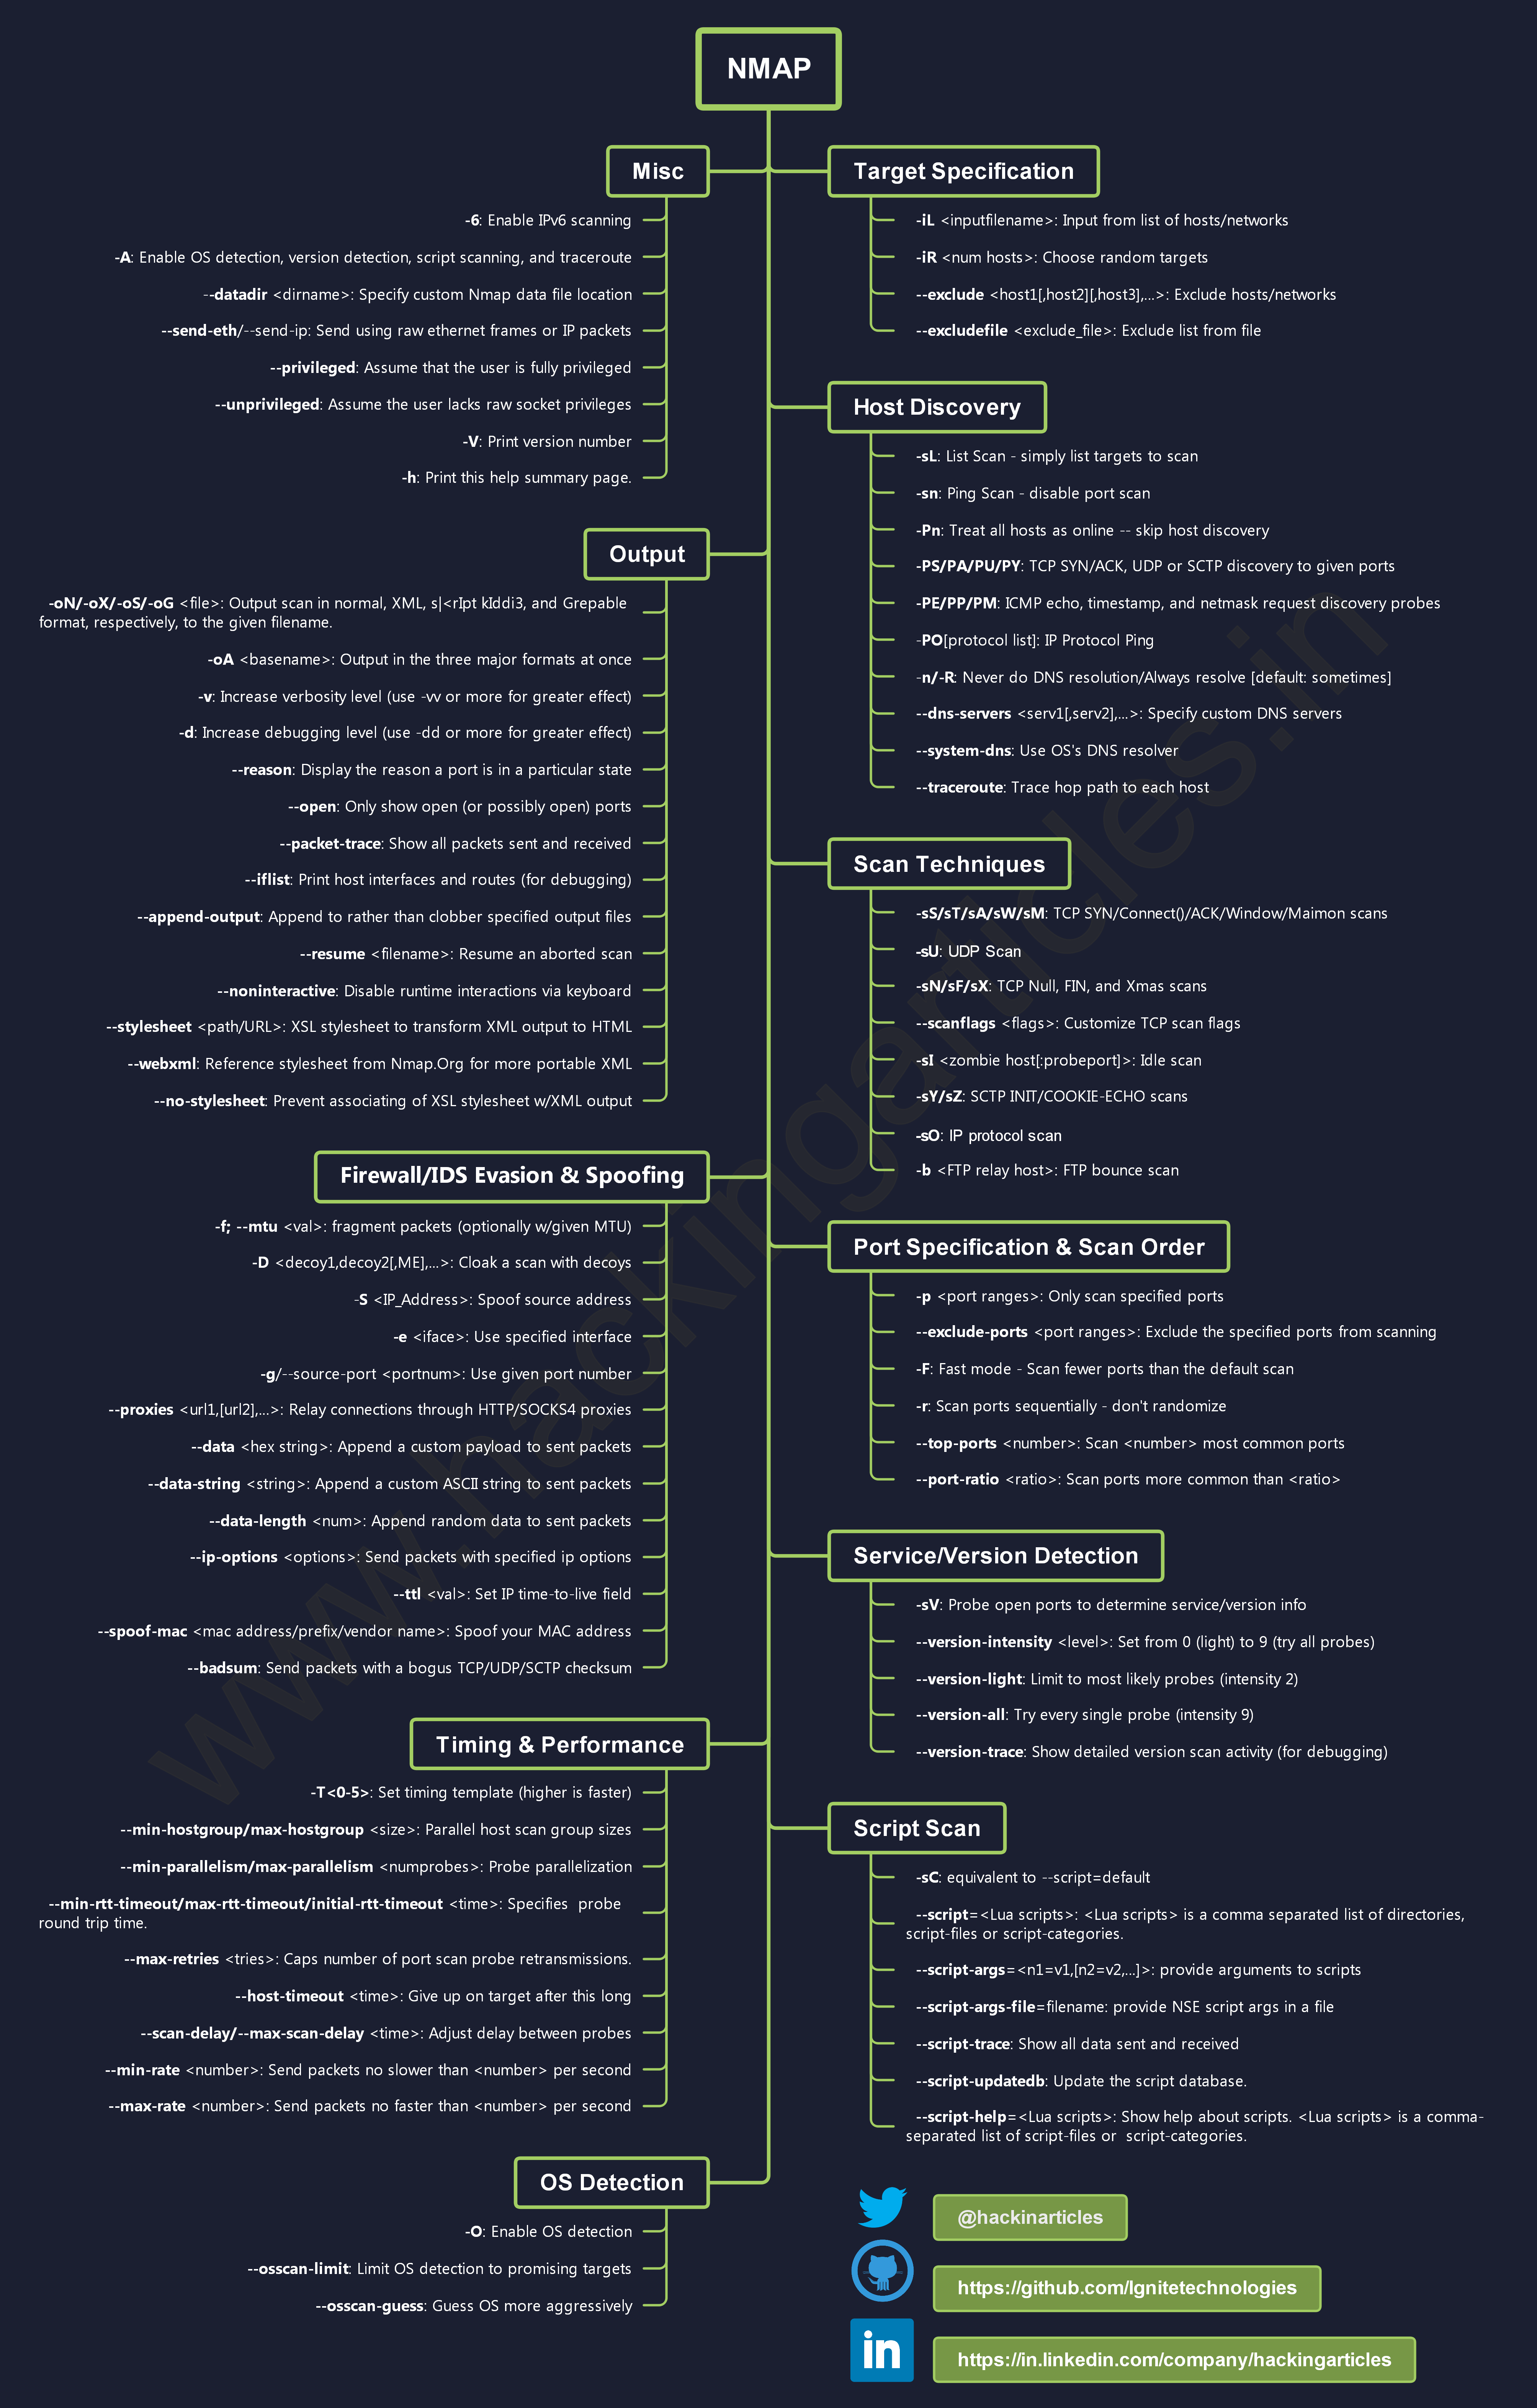 NMAP
Misc
-6: Enable IPv6 scanning
-A: Enable OS detection, version detection, script scanning, and traceroute
--datadir <dirname>: Specify custom Nmap data file location
--send-eth/--send-ip: Send using raw ethernet frames or IP packets
--privileged: Assume that the user is fully privileged
--unprivileged: Assume the user lacks raw socket privileges
-V: Print version number
-h: Print this help summary page.
Output
-oN/-oX/-oS/-oG <file>: Output scan in normal, XML, s|<rIpt kIddi3, and Grepable
format, respectively, to the given filename.
-oA <basename>: Output in the three major formats at once
-v: Increase verbosity level (use -vv or more for greater effect)
-d: Increase debugging level (use -dd or more for greater effect)
--reason: Display the reason a port is in a particular state
--open: Only show open (or possibly open) ports
--packet-trace: Show all packets sent and received
--iflist: Print host interfaces and routes (for debugging)
--append-output: Append to rather than clobber specified output files
--resume <filename>: Resume an aborted scan
--noninteractive: Disable runtime interactions via keyboard
--stylesheet <path/URL>: XSL stylesheet to transform XML output to HTML
--webxml: Reference stylesheet from Nmap.Org for more portable XML
--no-stylesheet: Prevent associating of XSL stylesheet w/XML output
Firewall/IDS Evasion & Spoofing
-f; --mtu <val>: fragment packets (optionally w/given MTU)
-D <decoy1,decoy2[,ME],...>: Cloak a scan with decoys
-S <IP_Address>: Spoof source address
-e <iface>: Use specified interface
-g/--source-port <portnum>: Use given port number
--proxies <url1,[url2],...>: Relay connections through HTTP/SOCKS4 proxies
--data <hex string>: Append a custom payload to sent packets
--data-string <string>: Append a custom ASCII string to sent packets
--data-length <num>: Append random data to sent packets
--ip-options <options>: Send packets with specified ip options
--ttl <val>: Set IP time-to-live field
--spoof-mac <mac address/prefix/vendor name>: Spoof your MAC address
--badsum: Send packets with a bogus TCP/UDP/SCTP checksum
Timing & Performance
-T<0-5>: Set timing template (higher is faster)
--min-hostgroup/max-hostgroup <size>: Parallel host scan group sizes
--min-parallelism/max-parallelism <numprobes>: Probe parallelization
--min-rtt-timeout/max-rtt-timeout/initial-rtt-timeout <time>: Specifies  probe
round trip time.
--max-retries <tries>: Caps number of port scan probe retransmissions.
--host-timeout <time>: Give up on target after this long
--scan-delay/--max-scan-delay <time>: Adjust delay between probes
--min-rate <number>: Send packets no slower than <number> per second
--max-rate <number>: Send packets no faster than <number> per second
OS Detection
-O: Enable OS detection
--osscan-limit: Limit OS detection to promising targets
--osscan-guess: Guess OS more aggressively
Target Specification
-iL <inputfilename>: Input from list of hosts/networks
-iR <num hosts>: Choose random targets
--exclude <host1[,host2][,host3],...>: Exclude hosts/networks
--excludefile <exclude_file>: Exclude list from file
Host Discovery
-sL: List Scan - simply list targets to scan
-sn: Ping Scan - disable port scan
-Pn: Treat all hosts as online -- skip host discovery
-PS/PA/PU/PY: TCP SYN/ACK, UDP or SCTP discovery to given ports
-PE/PP/PM: ICMP echo, timestamp, and netmask request discovery probes
-PO[protocol list]: IP Protocol Ping
-n/-R: Never do DNS resolution/Always resolve [default: sometimes]
--dns-servers <serv1[,serv2],...>: Specify custom DNS servers
--system-dns: Use OS's DNS resolver
--traceroute: Trace hop path to each host
Scan Techniques
-sS/sT/sA/sW/sM: TCP SYN/Connect()/ACK/Window/Maimon scans
-sU: UDP Scan
-sN/sF/sX: TCP Null, FIN, and Xmas scans
--scanflags <flags>: Customize TCP scan flags
-sI <zombie host[:probeport]>: Idle scan
-sY/sZ: SCTP INIT/COOKIE-ECHO scans
-sO: IP protocol scan
-b <FTP relay host>: FTP bounce scan
Port Specification & Scan Order
-p <port ranges>: Only scan specified ports
--exclude-ports <port ranges>: Exclude the specified ports from scanning
-F: Fast mode - Scan fewer ports than the default scan
-r: Scan ports sequentially - don't randomize
--top-ports <number>: Scan <number> most common ports
--port-ratio <ratio>: Scan ports more common than <ratio>
Service/Version Detection
-sV: Probe open ports to determine service/version info
--version-intensity <level>: Set from 0 (light) to 9 (try all probes)
--version-light: Limit to most likely probes (intensity 2)
--version-all: Try every single probe (intensity 9)
--version-trace: Show detailed version scan activity (for debugging)
Script Scan
-sC: equivalent to --script=default
--script=<Lua scripts>: <Lua scripts> is a comma separated list of directories,
script-files or script-categories.
--script-args=<n1=v1,[n2=v2,...]>: provide arguments to scripts
--script-args-file=filename: provide NSE script args in a file
--script-trace: Show all data sent and received
--script-updatedb: Update the script database.
--script-help=<Lua scripts>: Show help about scripts. <Lua scripts> is a comma-
separated list of script-files or  script-categories.
@hackinarticles
https://github.com/Ignitetechnologies
in
https://in.linkedin.com/company/hackingarticles
www.hackingarticles.in